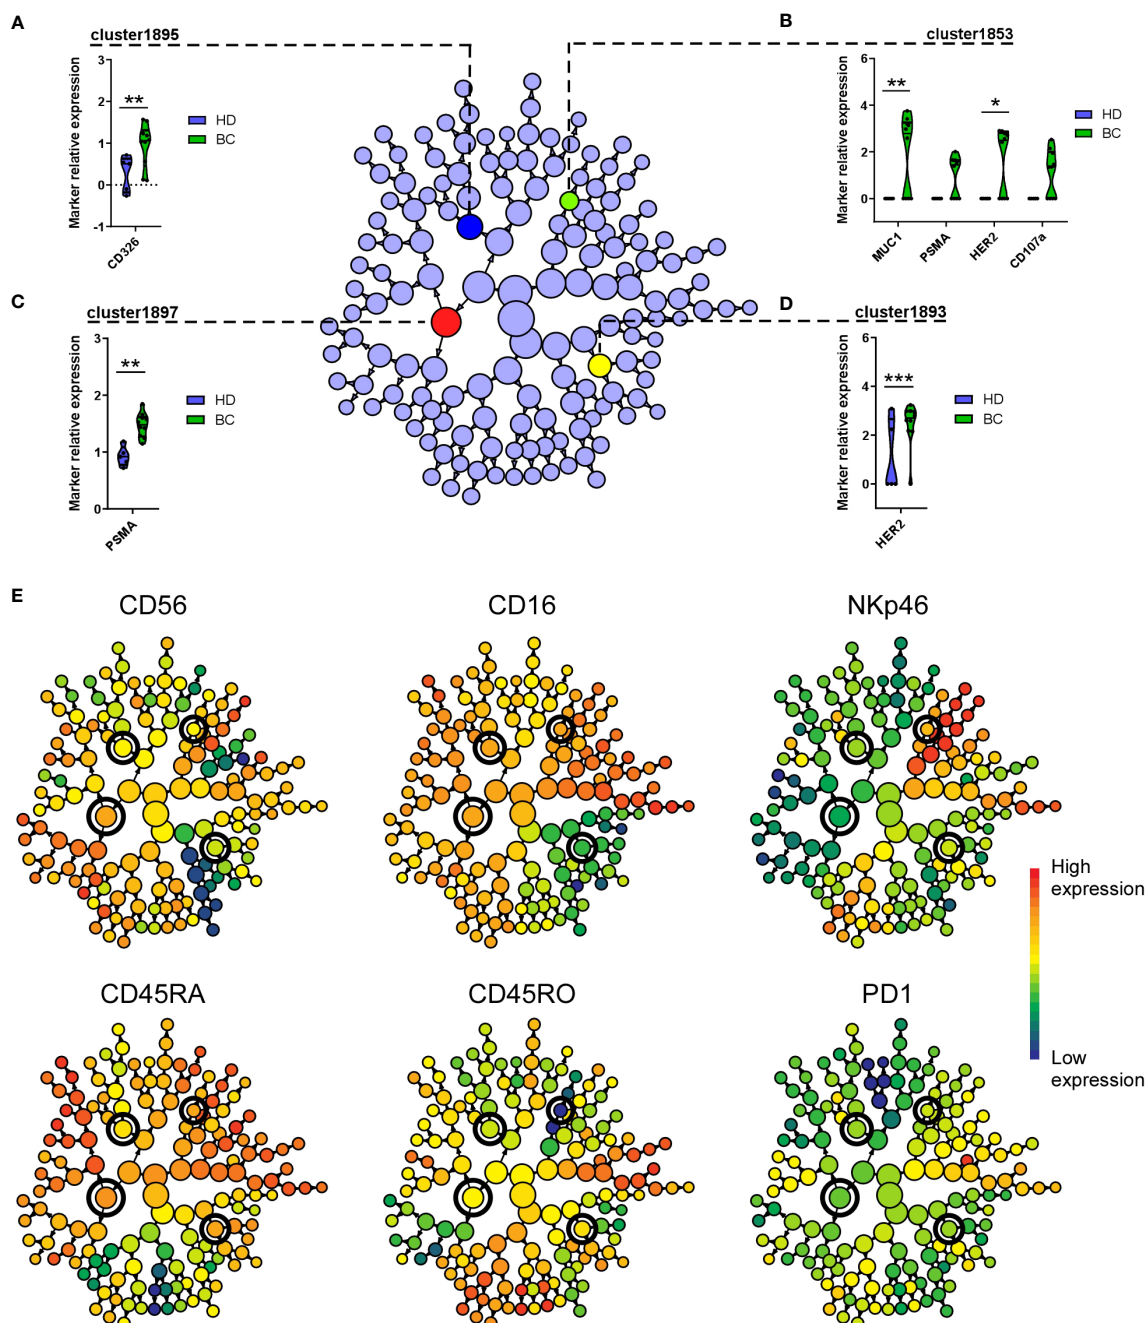 A
cluster1895
Marker relative expression
3
2
1
0
-1
**
CD326
HD
BC
B
cluster1853
Marker relative expression
6
4
2
0
**
*
MUC1
PSMA
HER2
CD107a
HD
BC
C
cluster1897
Marker relative expression
3
2
1
0
**
PSMA
HD
BC
D
cluster1893
Marker relative expression
6
4
2
0
***
HER2
HD
BC
E
CD56
CD16
NKp46
High
expression
Low
expression
CD45RA
CD45RO
PD1